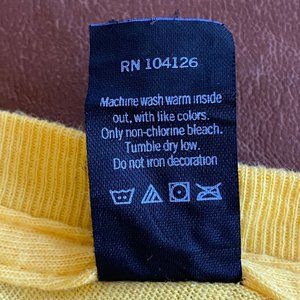 RN 104126
Machine wash warm inside
out, with like colors.
Only non-chlorine bleach.
Tumble dry low.
Do not iron decoration